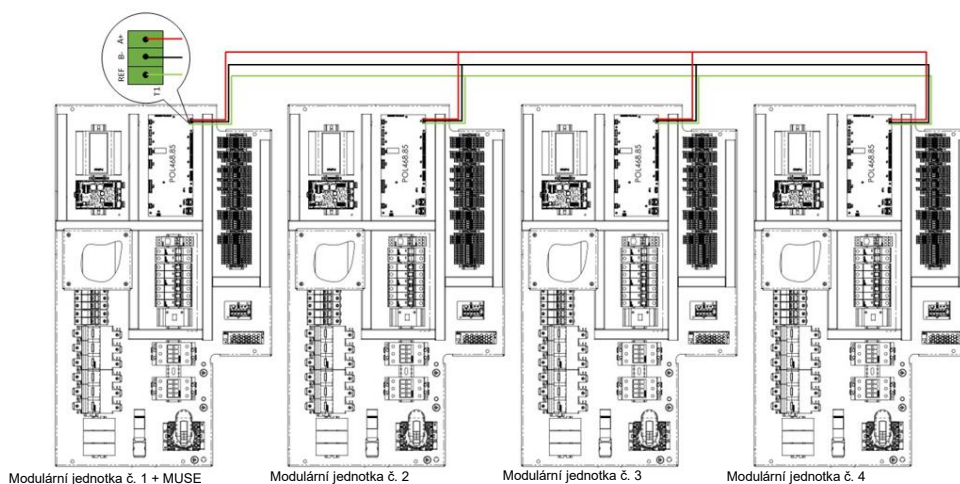 A+
B-
REF
T1
POL468.85
POL468.85
POL468.85
POL468.85
Modulární jednotka č. 1 + MUSE
Modulární jednotka č. 2
Modulární jednotka č. 3
Modulární jednotka č. 4